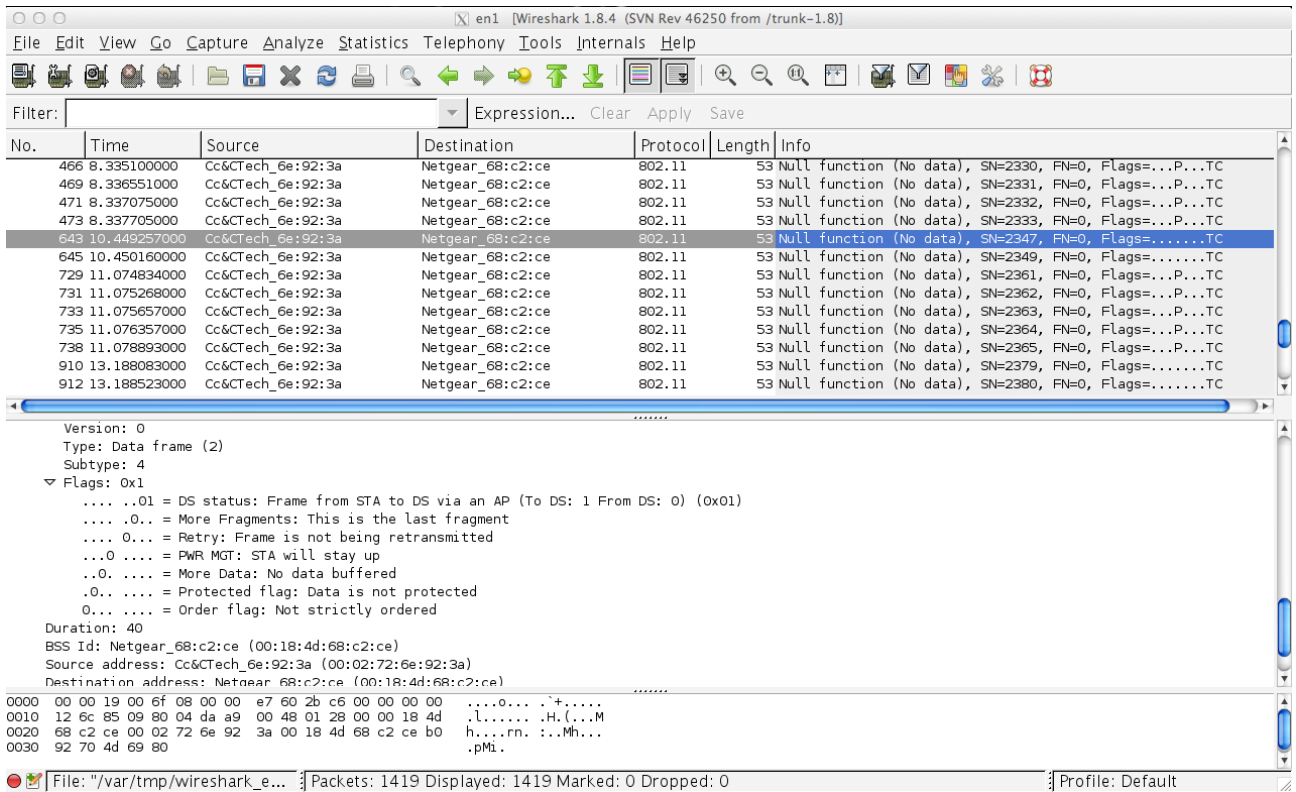 en1 [Wireshark 1.8.4 (SVN Rev 46250 from /trunk-1.8)]
File Edit View Go Capture Analyze Statistics Telephony Tools Internals Help
Filter: Expression... Clear Apply Save
No. Time Source Destination Protocol Length Info
466 8.335100000 Cc&CTech_6e:92:3a Netgear_68:c2:ce 802.11 53 Null function (No data), SN=2330, FN=0, Flags=...P...TC
469 8.336551000 Cc&CTech_6e:92:3a Netgear_68:c2:ce 802.11 53 Null function (No data), SN=2331, FN=0, Flags=...P...TC
471 8.337075000 Cc&CTech_6e:92:3a Netgear_68:c2:ce 802.11 53 Null function (No data), SN=2332, FN=0, Flags=...P...TC
473 8.337705000 Cc&CTech_6e:92:3a Netgear_68:c2:ce 802.11 53 Null function (No data), SN=2333, FN=0, Flags=...P...TC
643 10.449257000 Cc&CTech_6e:92:3a Netgear_68:c2:ce 802.11 53 Null function (No data), SN=2347, FN=0, Flags=.......TC
645 10.450160000 Cc&CTech_6e:92:3a Netgear_68:c2:ce 802.11 53 Null function (No data), SN=2349, FN=0, Flags=.......TC
729 11.074834000 Cc&CTech_6e:92:3a Netgear_68:c2:ce 802.11 53 Null function (No data), SN=2361, FN=0, Flags=...P...TC
731 11.075268000 Cc&CTech_6e:92:3a Netgear_68:c2:ce 802.11 53 Null function (No data), SN=2362, FN=0, Flags=...P...TC
733 11.075657000 Cc&CTech_6e:92:3a Netgear_68:c2:ce 802.11 53 Null function (No data), SN=2363, FN=0, Flags=...P...TC
735 11.076357000 Cc&CTech_6e:92:3a Netgear_68:c2:ce 802.11 53 Null function (No data), SN=2364, FN=0, Flags=...P...TC
738 11.078893000 Cc&CTech_6e:92:3a Netgear_68:c2:ce 802.11 53 Null function (No data), SN=2365, FN=0, Flags=...P...TC
910 13.188083000 Cc&CTech_6e:92:3a Netgear_68:c2:ce 802.11 53 Null function (No data), SN=2379, FN=0, Flags=.......TC
912 13.188523000 Cc&CTech_6e:92:3a Netgear_68:c2:ce 802.11 53 Null function (No data), SN=2380, FN=0, Flags=.......TC
Version: 0
Type: Data frame (2)
Subtype: 4
Flags: 0x1
.... ..01 = DS status: Frame from STA to DS via an AP (To DS: 1 From DS: 0) (0x01)
.... .0.. = More Fragments: This is the last fragment
.... 0... = Retry: Frame is not being retransmitted
...0 .... = PWR MGT: STA will stay up
..0. .... = More Data: No data buffered
.0.. .... = Protected flag: Data is not protected
0... .... = Order flag: Not strictly ordered
Duration: 40
BSS Id: Netgear_68:c2:ce (00:18:4d:68:c2:ce)
Source address: Cc&CTech_6e:92:3a (00:02:72:6e:92:3a)
Destination address: Netgear_68:c2:ce (00:18:4d:68:c2:ce)
0000 00 00 19 00 6f 08 00 00 e7 60 2b c6 00 00 00 00 ....o... .`+.....
0010 12 6c 85 09 80 04 da a9 00 48 01 28 00 00 18 4d .l...... .H.(...M
0020 68 c2 ce 00 02 72 6e 92 3a 00 18 4d 68 c2 ce b0 h....rn. :..Mh...
0030 92 70 4d 69 80 .pMi.
File: "/var/tmp/wireshark_e... Packets: 1419 Displayed: 1419 Marked: 0 Dropped: 0 Profile: Default